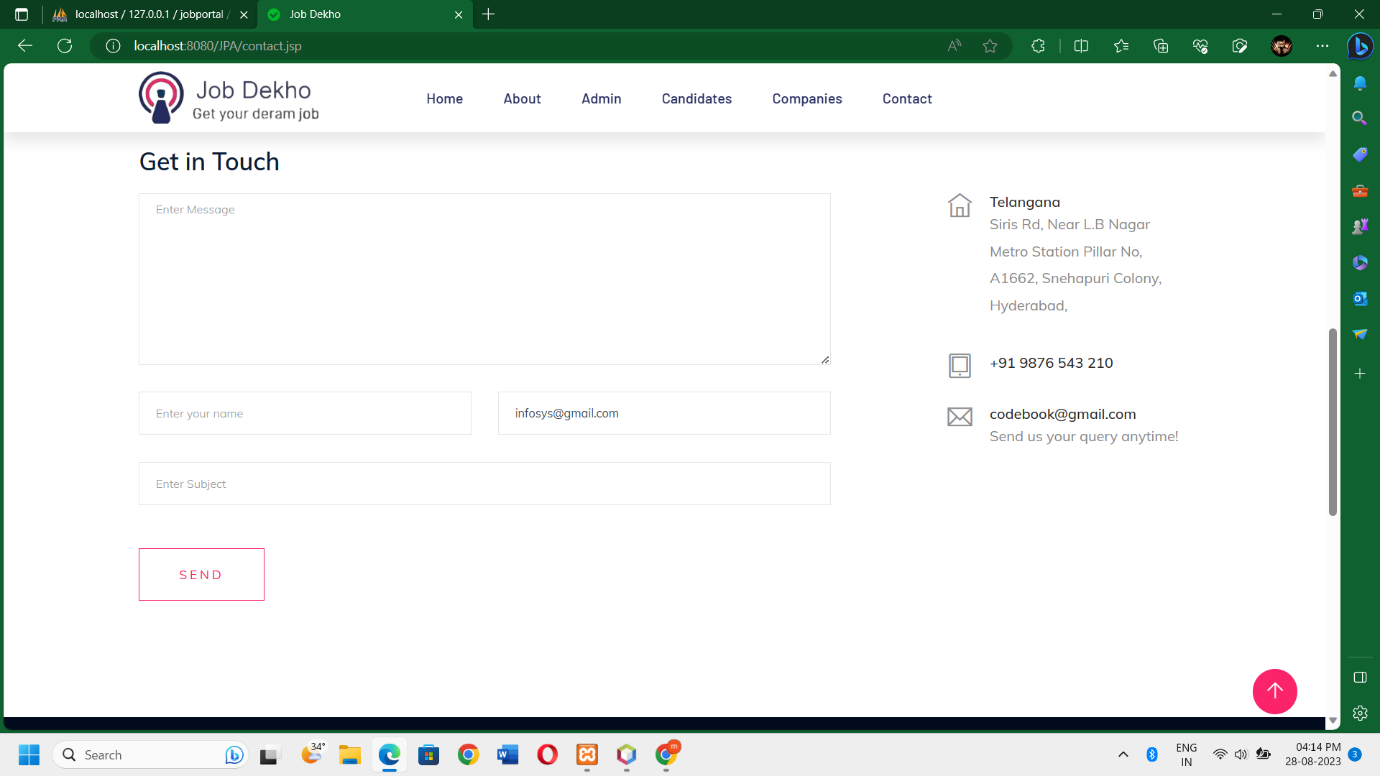 localhost / 127.0.0.1 / jobportal /
Job Dekho
localhost:8080/JPA/contact.jsp
Job Dekho
Get your deram job
Home
About
Admin
Candidates
Companies
Contact
Get in Touch
Enter Message
Enter your name
infosys@gmail.com
Enter Subject
SEND
Telangana
Siris Rd, Near L.B Nagar
Metro Station Pillar No,
A1662, Snehapuri Colony,
Hyderabad,
+91 9876 543 210
codebook@gmail.com
Send us your query anytime!
Search
34°
ENG
IN
04:14 PM
28-08-2023
3